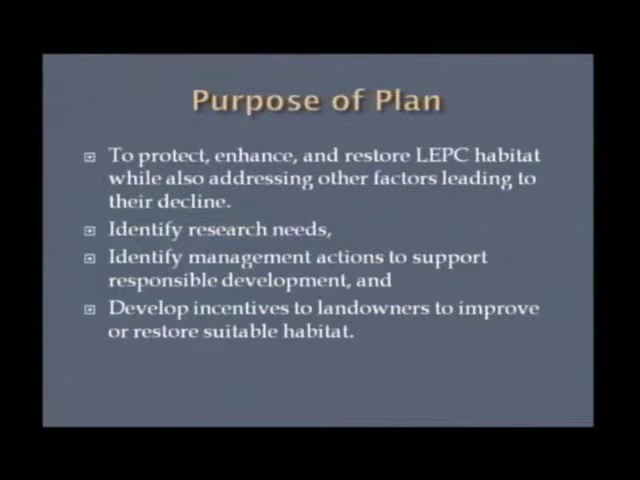 Purpose of Plan
To protect, enhance, and restore LEPC habitat
while also addressing other factors leading to
their decline.
Identify research needs,
Identify management actions to support
responsible development, and
Develop incentives to landowners to improve
or restore suitable habitat.